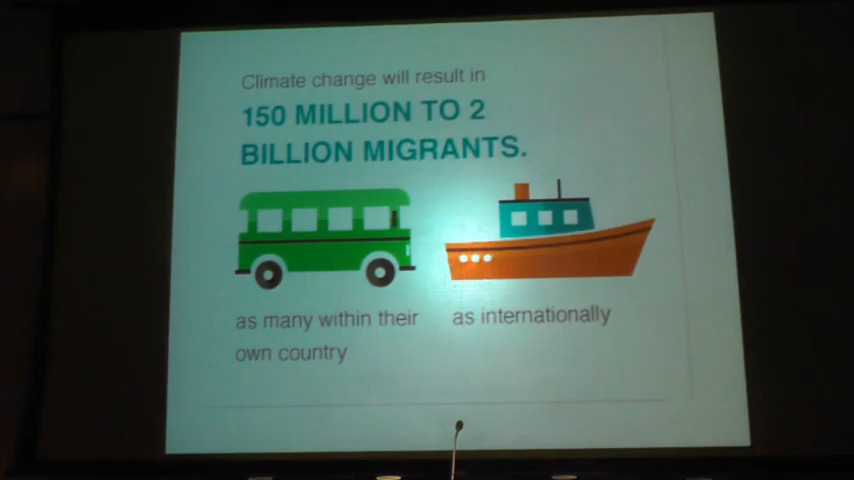 Climate change will result in
150 MILLION TO 2
BILLION MIGRANTS.
as many within their
own country
as internationally